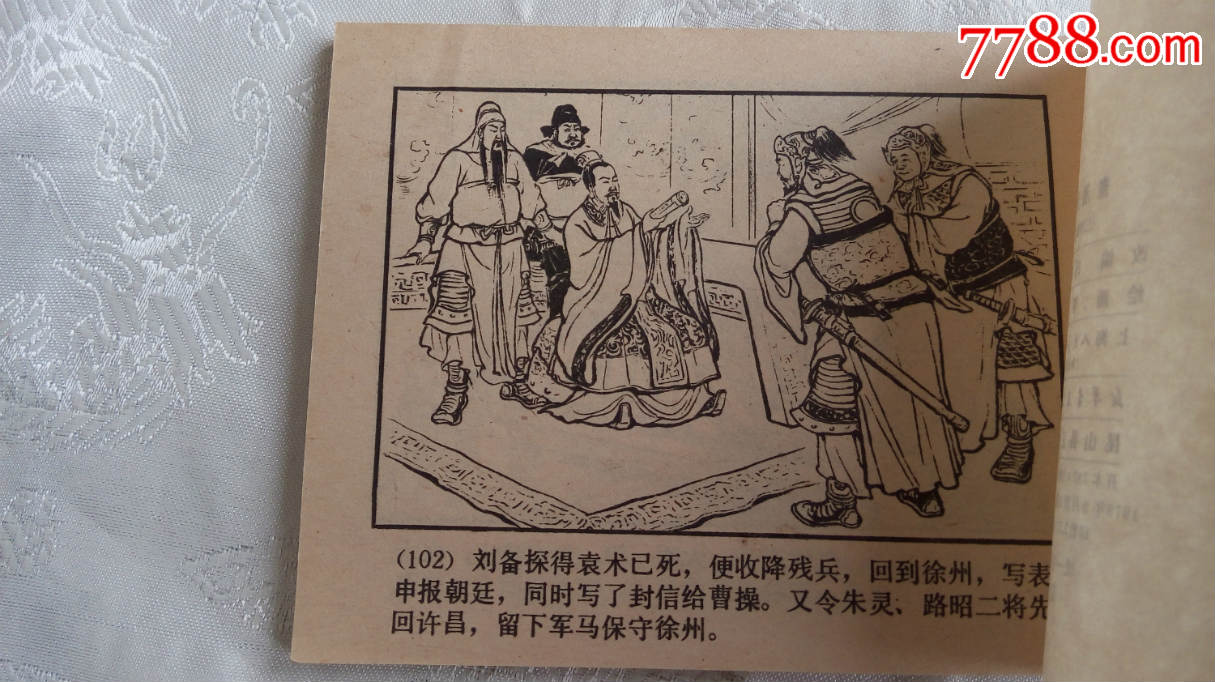 7788.com
(102) 刘备探得袁术已死，便收降残兵，回到徐州，写表
申报朝廷，同时写了封信给曹操。又令朱灵、路昭二将先
回许昌，留下军马保守徐州。